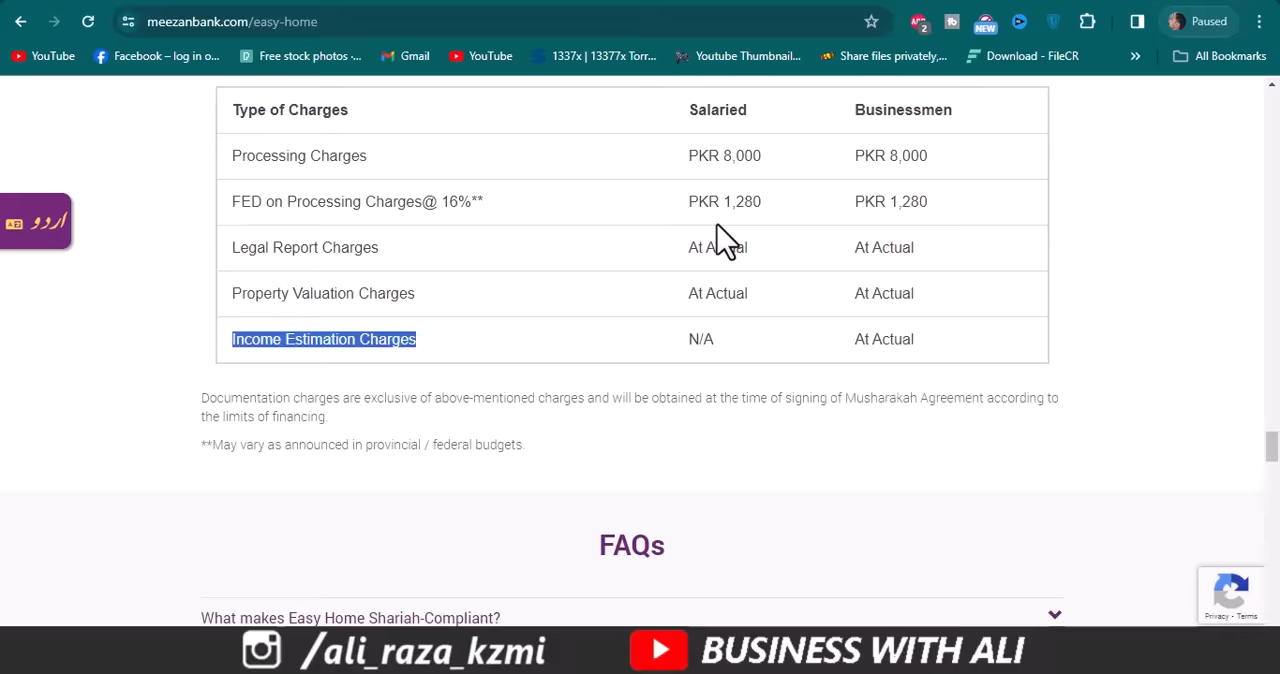 meezanbank.com/easy-home
2
fb
NEW
Paused
YouTube
Facebook – log in o...
Free stock photos -...
Gmail
YouTube
1337x | 13377x Torr...
Youtube Thumbnail...
Share files privately,...
Download - FileCR
»
All Bookmarks
Type of Charges Salaried Businessmen
Processing Charges PKR 8,000 PKR 8,000
FED on Processing Charges@ 16%** PKR 1,280 PKR 1,280
اردو
Legal Report Charges At Actual At Actual
Property Valuation Charges At Actual At Actual
Income Estimation Charges N/A At Actual
Documentation charges are exclusive of above-mentioned charges and will be obtained at the time of signing of Musharakah Agreement according to
the limits of financing.
**May vary as announced in provincial / federal budgets.
FAQs
What makes Easy Home Shariah-Compliant?
Privacy - Terms
/ali_raza_kzmi
BUSINESS WITH ALI